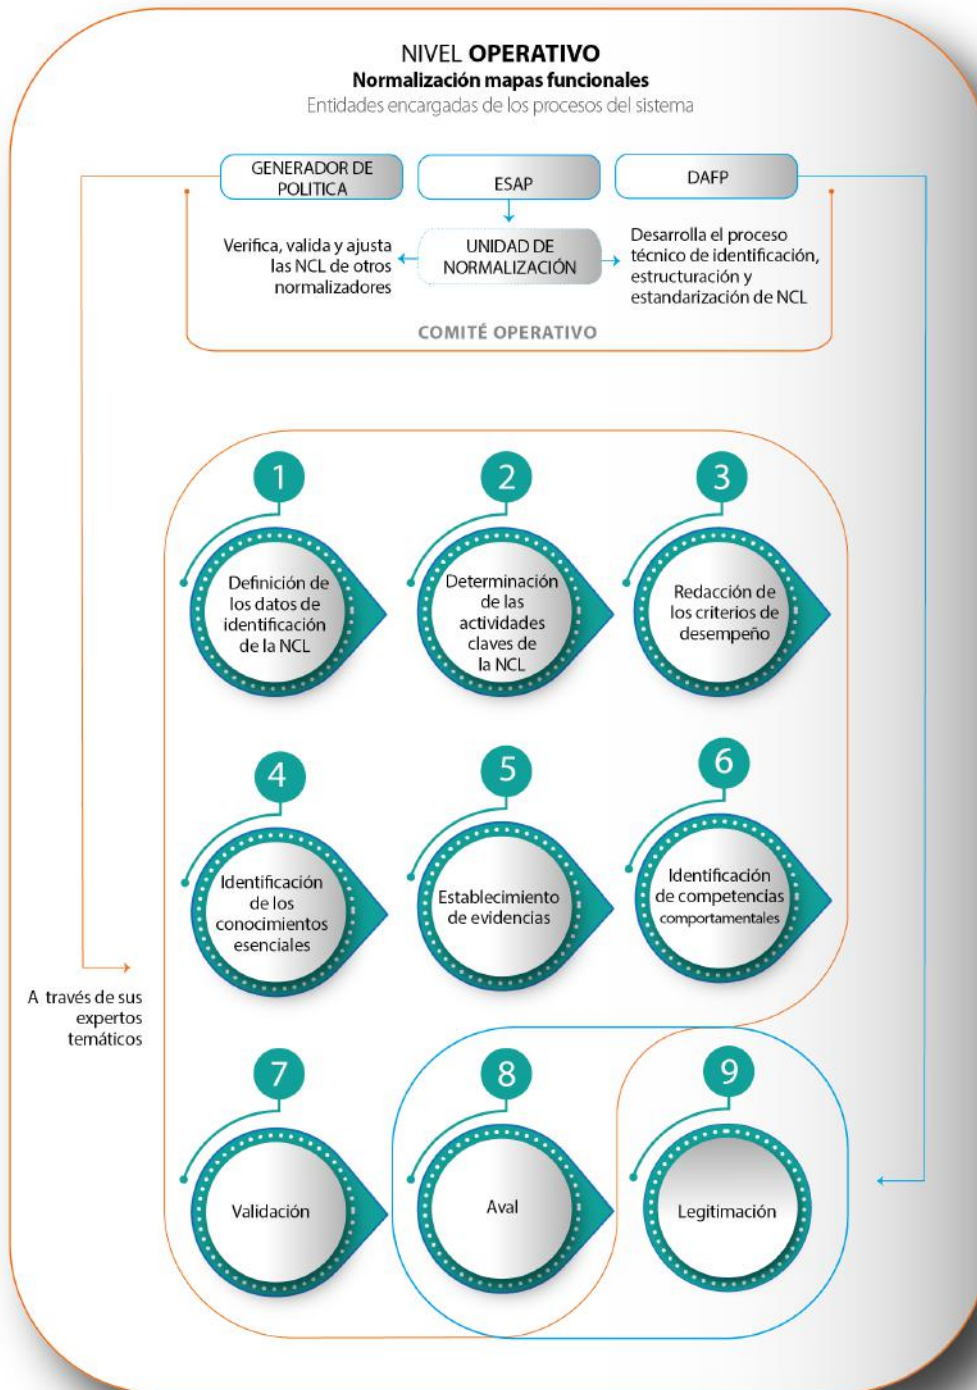 NIVEL OPERATIVO
Normalización mapas funcionales
Entidades encargadas de los procesos del sistema
GENERADOR DE
POLITICA
ESAP
DAFP
Verifica, valida y ajusta
las NCL de otros
normalizadores
UNIDAD DE
NORMALIZACIÓN
Desarrolla el proceso
técnico de identificación,
estructuración y
estandarización de NCL
COMITÉ OPERATIVO
1
Definición de
los datos de
identificación
de la NCL
2
Determinación
de las
actividades
claves de
la NCL
3
Redacción de
los criterios de
desempeño
4
Identificación
de los
conocimientos
esenciales
5
Establecimiento
de evidencias
6
Identificación
de competencias
comportamentales
A través de sus
expertos
temáticos
7
Validación
8
Aval
9
Legitimación